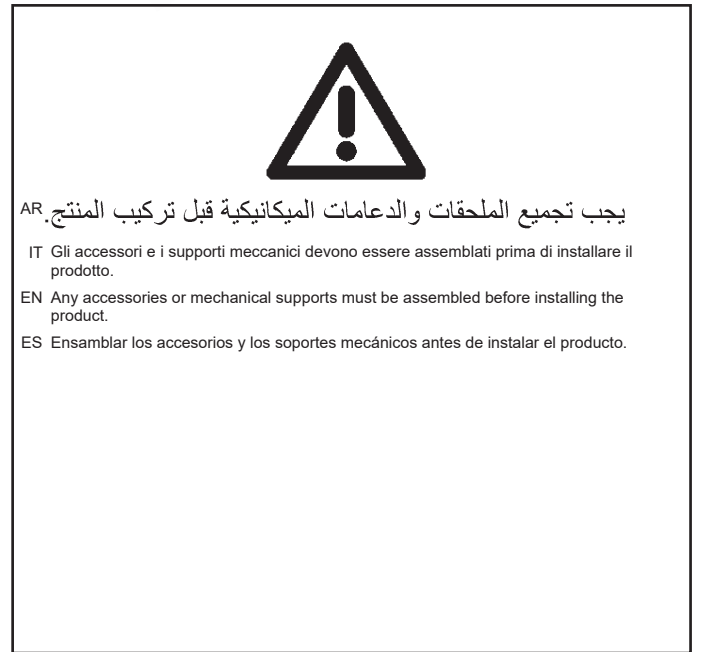 AR يجب تجميع الملحقات والدعامات الميكانيكية قبل تركيب المنتج.
IT Gli accessori e i supporti meccanici devono essere assemblati prima di installare il
prodotto.
EN Any accessories or mechanical supports must be assembled before installing the
product.
ES Ensamblar los accesorios y los soportes mecánicos antes de instalar el producto.